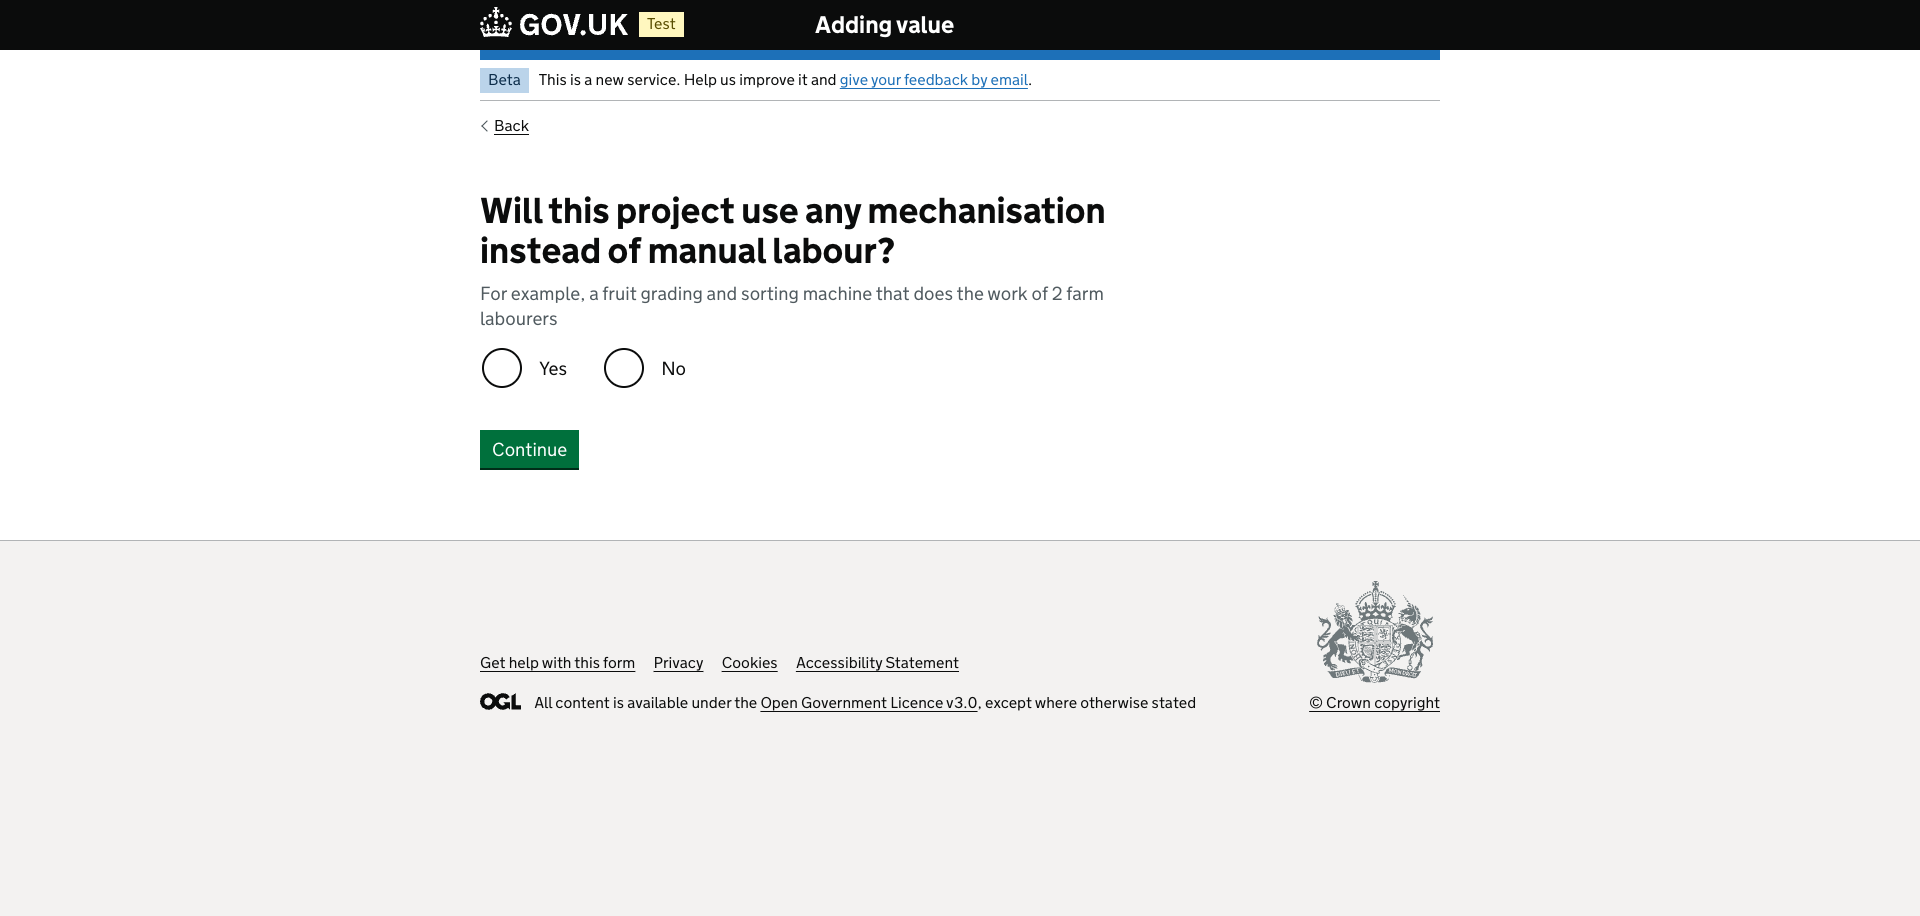 GOV.UK Test Adding value
Beta This is a new service. Help us improve it and give your feedback by email.
Back
Will this project use any mechanisation
instead of manual labour?
For example, a fruit grading and sorting machine that does the work of 2 farm
labourers
Yes No
Continue
Get help with this form Privacy Cookies Accessibility Statement
OGL All content is available under the Open Government Licence v3.0, except where otherwise stated
© Crown copyright